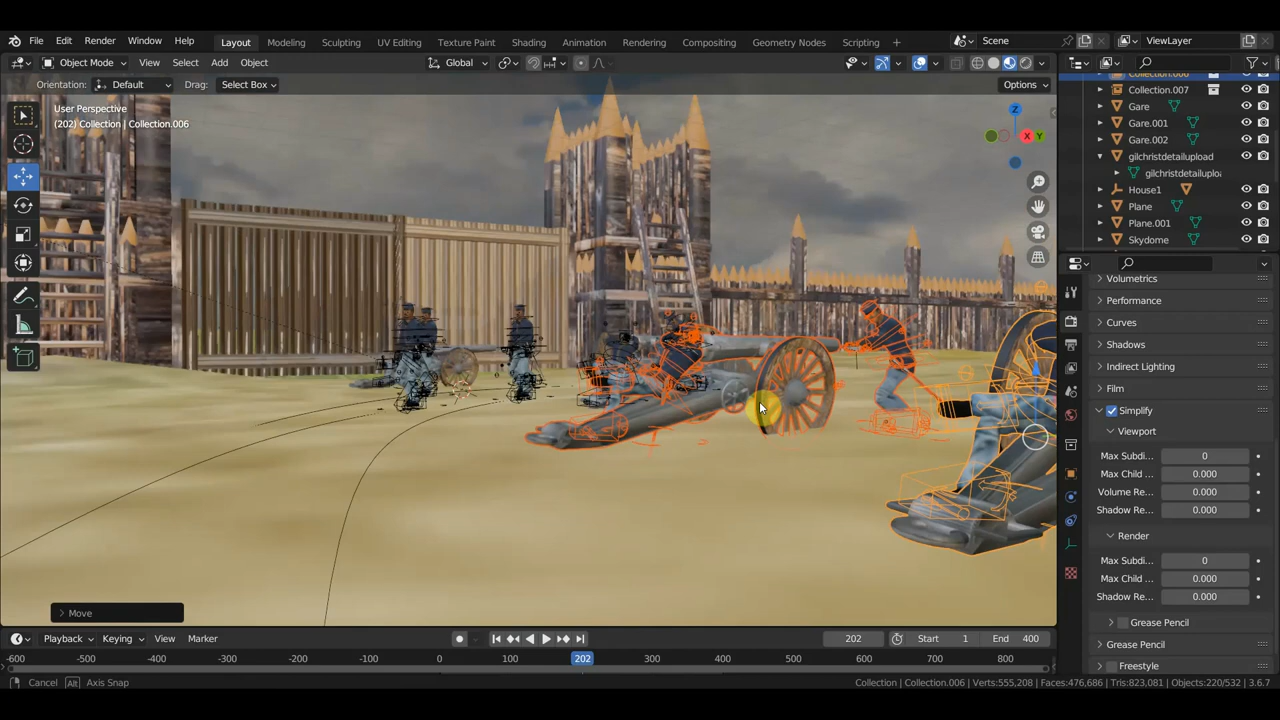 File Edit Render Window Help Layout Modeling Sculpting UV Editing Texture Paint Shading Animation Rendering Compositing Geometry Nodes Scripting + Scene ViewLayer
Object Mode View Select Add Object Global
Orientation: Default Drag: Select Box Options
User Perspective
(202) Collection | Collection.006
Z
X Y
Collection.006
Collection.007
Gare
Gare.001
Gare.002
gilchristdetailupload
gilchristdetailuploa
House1
Plane
Plane.001
Skydome
Volumetrics
Performance
Curves
Shadows
Indirect Lighting
Film
Simplify
Viewport
Max Subdi... 0
Max Child ... 0.000
Volume Re... 0.000
Shadow Re... 0.000
Render
Max Subdi... 0
Max Child ... 0.000
Shadow Re... 0.000
Grease Pencil
Grease Pencil
Freestyle
Move
Playback Keying View Marker 202 Start 1 End 400
-600 -500 -400 -300 -200 -100 0 100 202 300 400 500 600 700 800
Cancel Alt Axis Snap Collection | Collection.006 | Verts:555,208 | Faces:476,686 | Tris:823,081 | Objects:220/532 | 3.6.7